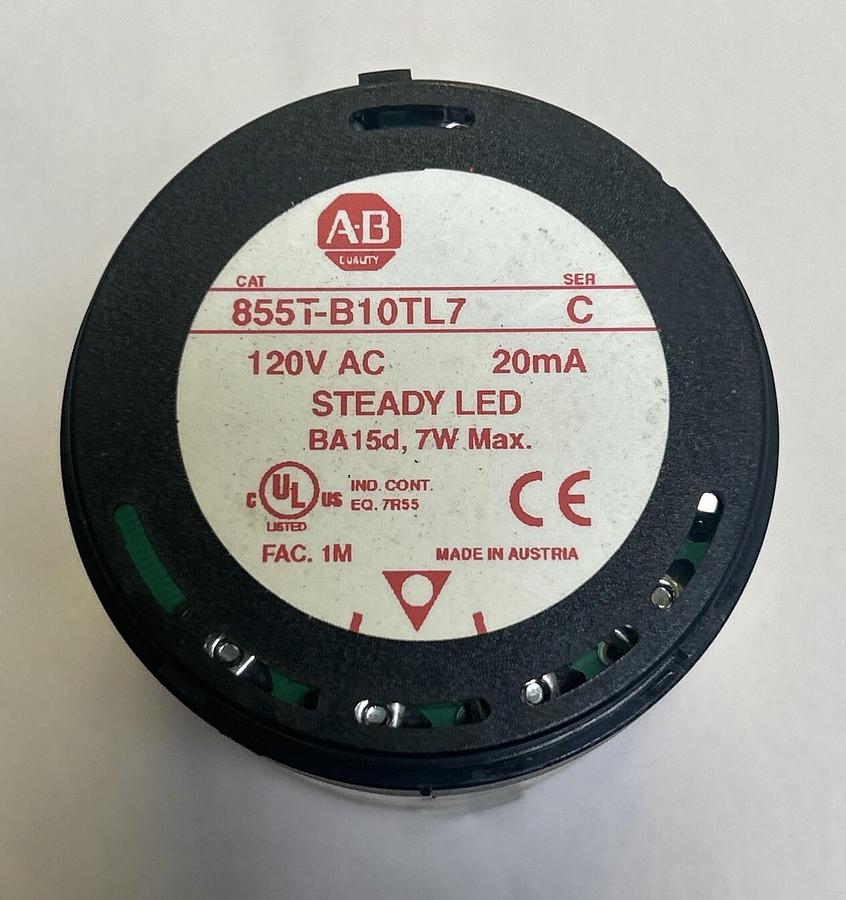 A-B
QUALITY
CAT SER
855T-B10TL7 C
120V AC 20mA
STEADY LED
BA15d, 7W Max.
C UL US
LISTED
IND. CONT.
EQ. 7R55
CE
FAC. 1M MADE IN AUSTRIA